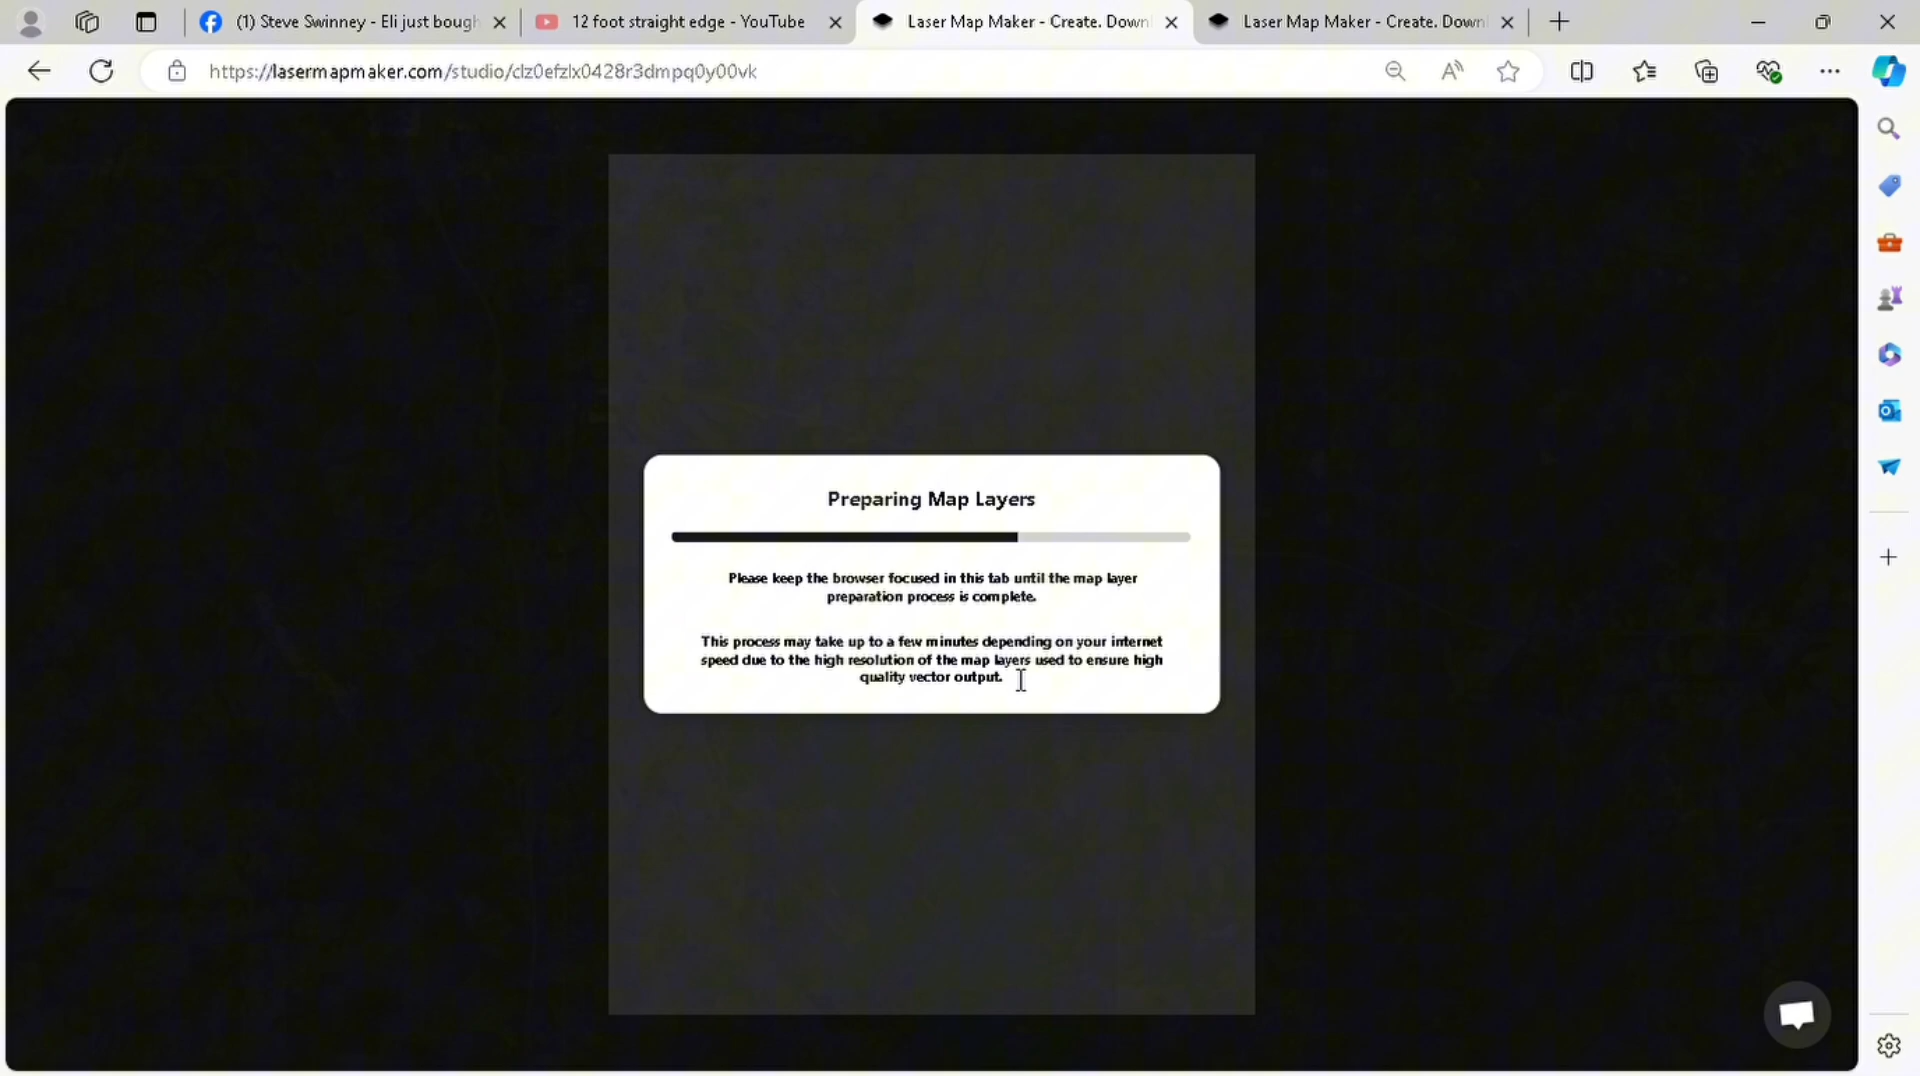 (1) Steve Swinney - Eli just bough
12 foot straight edge - YouTube
Laser Map Maker - Create. Downl
Laser Map Maker - Create. Downl
https://lasermapmaker.com/studio/clz0efzlx0428r3dmpq0y00vk
Preparing Map Layers
Please keep the browser focused in this tab until the map layer
preparation process is complete.
This process may take up to a few minutes depending on your internet
speed due to the high resolution of the map layers used to ensure high
quality vector output.